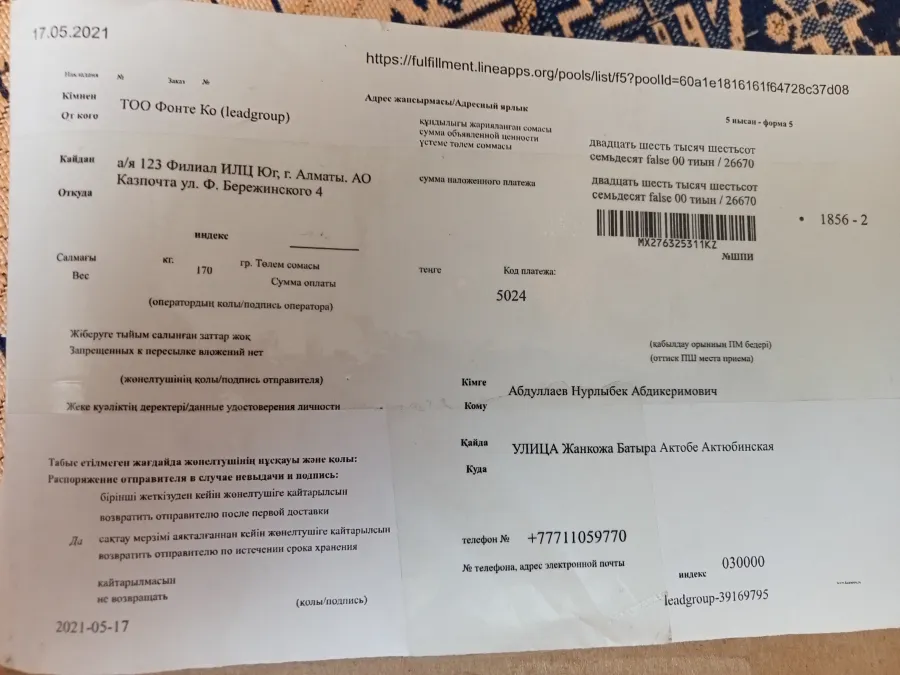 17.05.2021
https://fulfillment.lineapps.org/pools/list/f5?poolId=60a1e1816161f64728c37d08
№ Заказ №
Кімнен
От кого
ТОО Фонте Ко (leadgroup)
Адрес жапсырмасы/Адресный ярлык
5 нысан - форма 5
құндылығы жарияланған сомасы
сумма объявленной ценности
үстеме төлем соммасы
двадцать шесть тысяч шестьсот
семьдесят false 00 тиын / 26670
Кайдан
Откуда
а/я 123 Филиал ИЛЦ Юг, г. Алматы. АО
Казпочта ул. Ф. Бережинского 4
сумма наложенного платежа
двадцать шесть тысяч шестьсот
семьдесят false 00 тиын / 26670
MX276325311KZ
№ШПИ
• 1856 - 2
индекс
Салмағы
Вес
кг.
170
гр. Төлем сомасы
Сумма оплаты
теңге
Код платежа:
5024
(оператордың колы/подпись оператора)
Жіберуге тыйым салынған заттар жоқ
Запрещенных к пересылке вложений нет
(қабылдау орынның ПМ бедері)
(оттиск ПШ места приема)
(жөнелтушінің қолы/подпись отправителя)
Жеке куәліктің деректері/данные удостоверения личности
Кімге
Кому
Абдуллаев Нурлыбек Абдикеримович
Қайда
Куда
УЛИЦА Жанкожа Батыра Актобе Актюбинская
Табыс етілмеген жағдайда жөнелтушінің нұсқауы және қолы:
Распоряжение отправителя в случае невыдачи и подпись:
бірінші жеткізуден кейін жөнелтушіге қайтарылсын
возвратить отправителю после первой доставки
Да
сақтау мерзімі аяқталғаннан кейін жөнелтушіге қайтарылсын
возвратить отправителю по истечении срока хранения
қайтарылмасын
не возвращать
(колы/подпись)
телефон №
+77711059770
№ телефона, адрес электронной почты
индекс
030000
leadgroup-39169795
2021-05-17